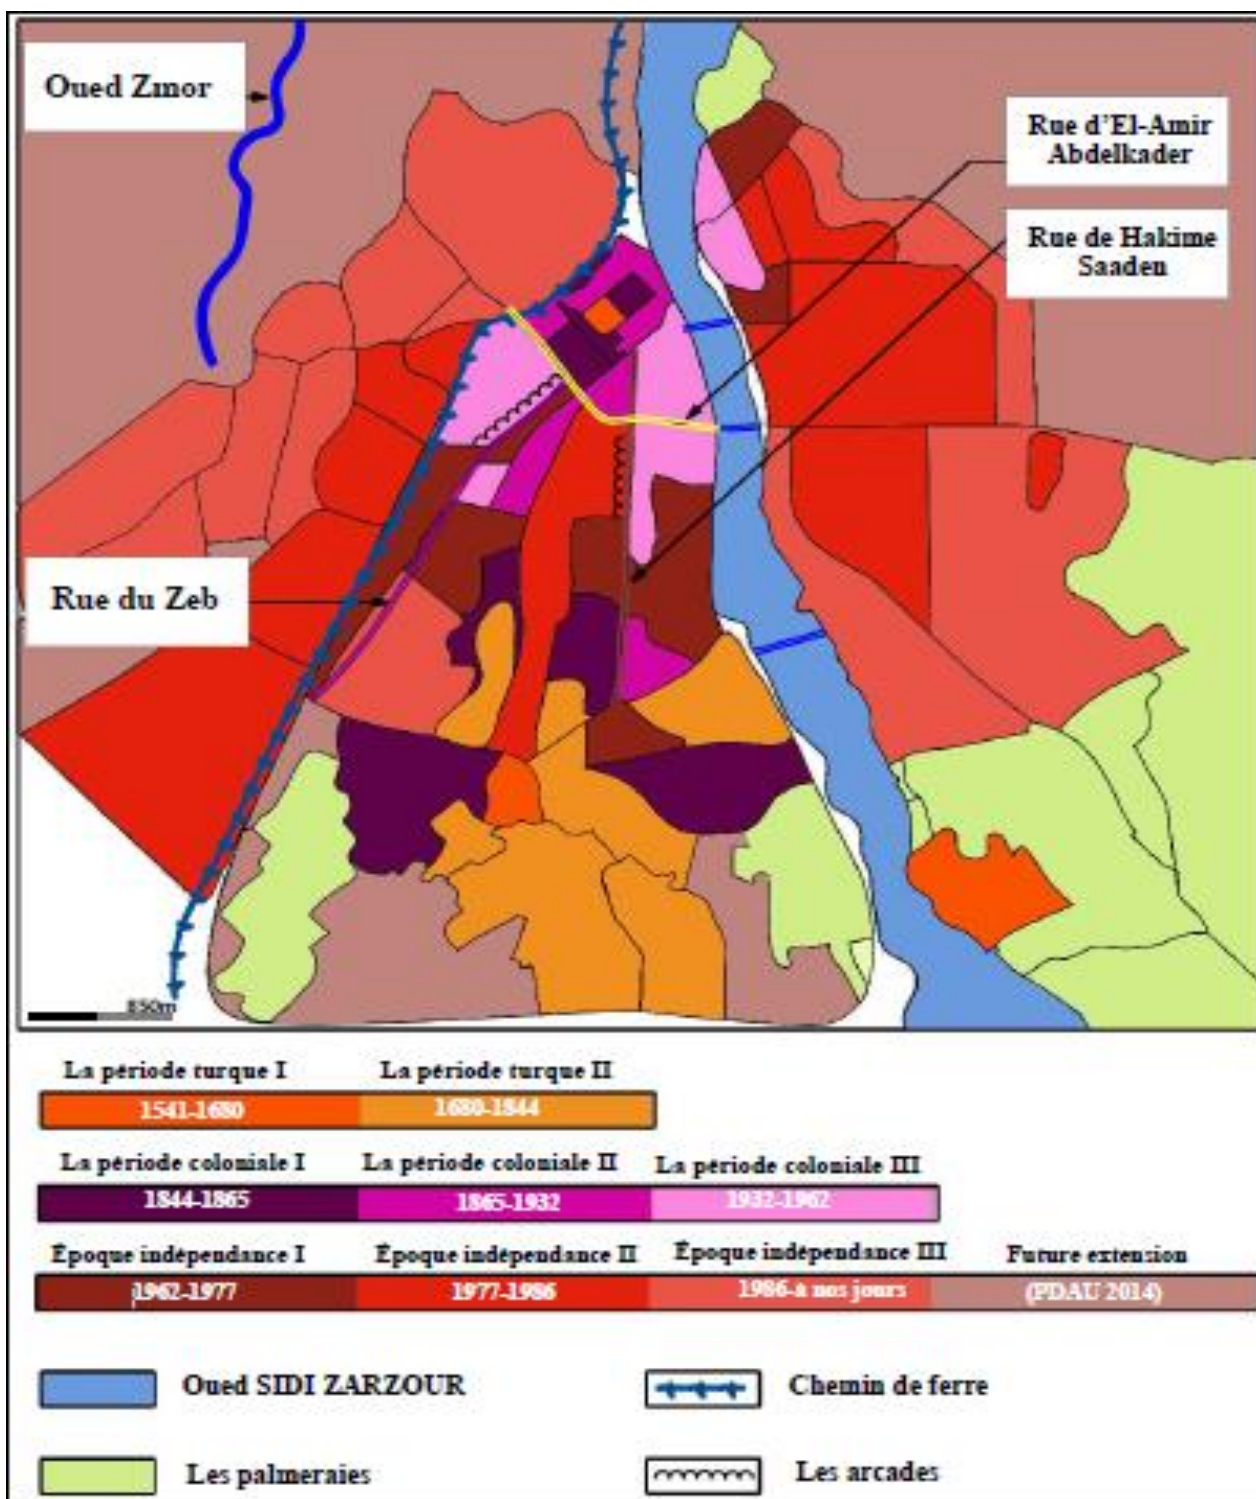 Oued Zmor
Rue d'El-Amir
Abdelkader
Rue de Hakime
Saaden
Rue du Zeb
850m
La période turque I
La période turque II
1541-1680
1680-1844
La période coloniale I
La période coloniale II
La période coloniale III
1844-1865
1865-1932
1932-1962
Époque indépendance I
Époque indépendance II
Époque indépendance III
Future extension
1962-1977
1977-1986
1986-à nos jours
(PDAU 2014)
Oued SIDI ZARZOUR
Chemin de ferre
Les palmeraies
Les arcades